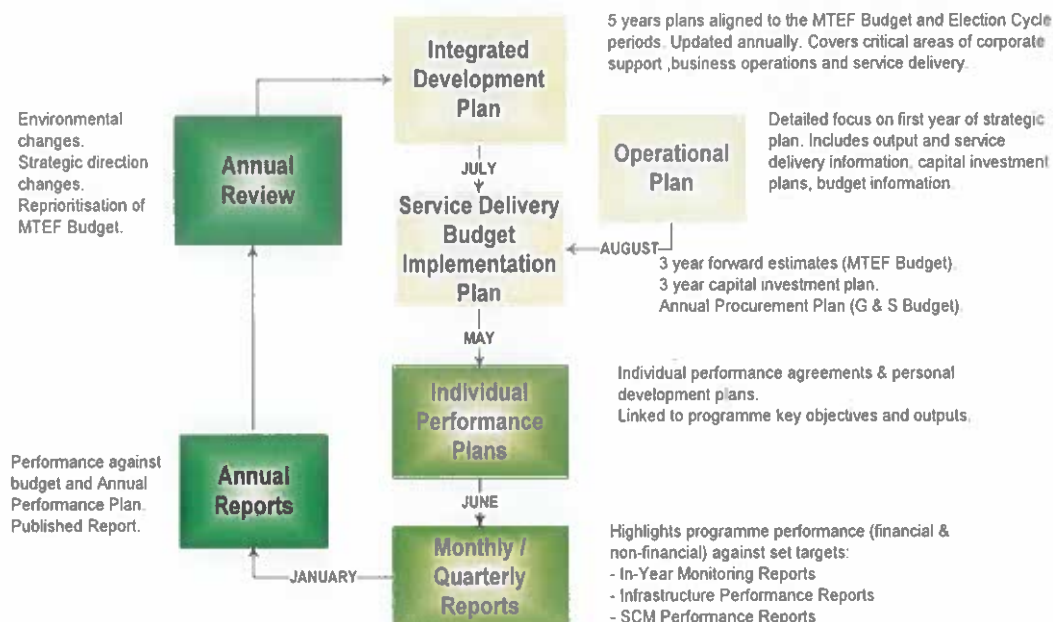 Integrated
Development
Plan
5 years plans aligned to the MTEF Budget and Election Cycle
periods. Updated annually. Covers critical areas of corporate
support ,business operations and service delivery.
Environmental
changes.
Strategic direction
changes.
Reprioritisation of
MTEF Budget.
Annual
Review
JULY
Operational
Plan
Detailed focus on first year of strategic
plan. Includes output and service
delivery information, capital investment
plans, budget information.
Service Delivery
Budget
Implementation
Plan
AUGUST
3 year forward estimates (MTEF Budget).
3 year capital investment plan.
Annual Procurement Plan (G & S Budget).
MAY
Individual
Performance
Plans
Individual performance agreements & personal
development plans.
Linked to programme key objectives and outputs.
Performance against
budget and Annual
Performance Plan.
Published Report.
Annual
Reports
JUNE
Monthly /
Quarterly
Reports
JANUARY
Highlights programme performance (financial &
non-financial) against set targets:
- In-Year Monitoring Reports
- Infrastructure Performance Reports
- SCM Performance Reports